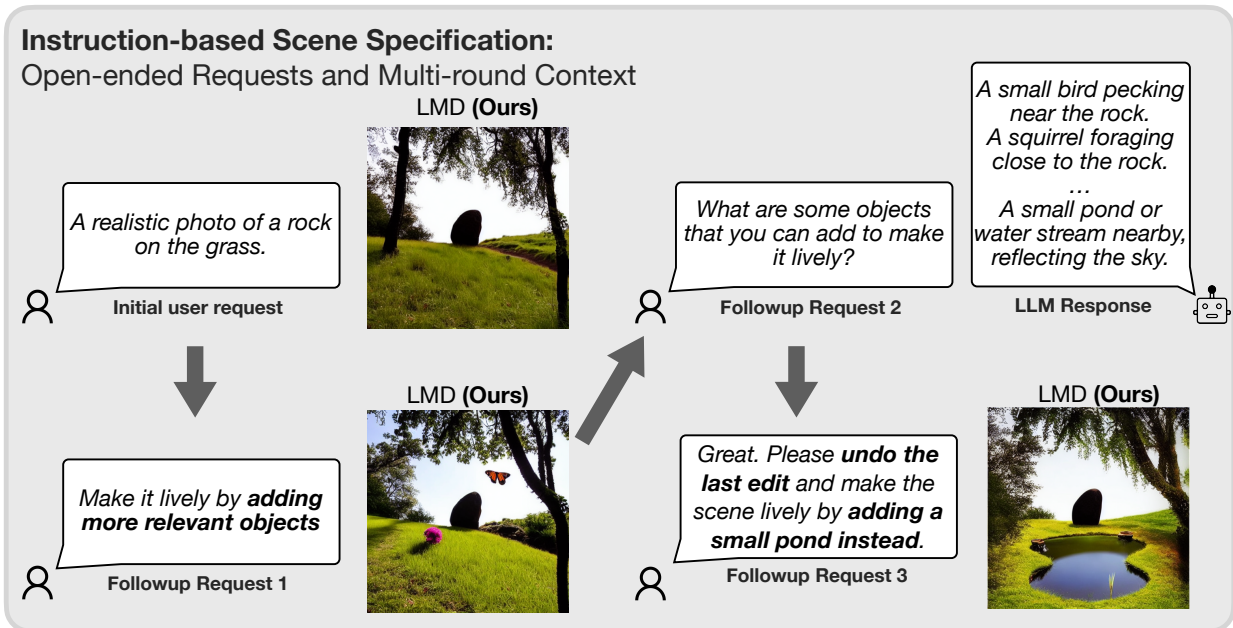 Instruction-based Scene Specification:
Open-ended Requests and Multi-round Context
LMD (Ours)
A realistic photo of a rock
on the grass.
Initial user request
Make it lively by adding
more relevant objects
Followup Request 1
LMD (Ours)
What are some objects
that you can add to make
it lively?
Followup Request 2
A small bird pecking
near the rock.
A squirrel foraging
close to the rock.
…
A small pond or
water stream nearby,
reflecting the sky.
LLM Response
Great. Please undo the
last edit and make the
scene lively by adding a
small pond instead.
Followup Request 3
LMD (Ours)